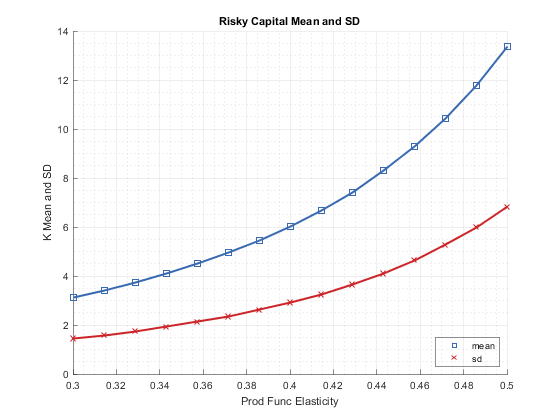 Risky Capital Mean and SD
K Mean and SD
14
12
10
8
6
4
2
0
0.3 0.32 0.34 0.36 0.38 0.4 0.42 0.44 0.46 0.48 0.5
Prod Func Elasticity
mean
sd